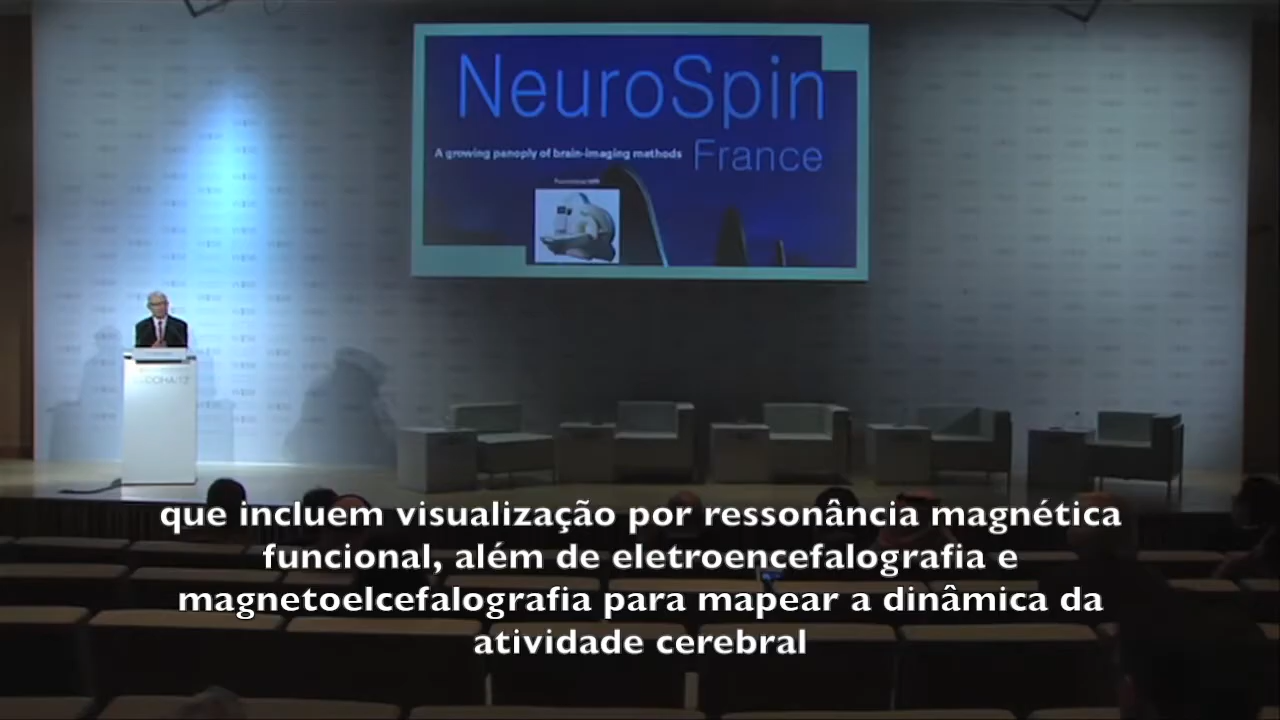 NeuroSpin
A growing panoply of brain-imaging methods
France
que incluem visualização por ressonância magnética
funcional, além de eletroencefalografia e
magnetoelcefalografia para mapear a dinâmica da
atividade cerebral